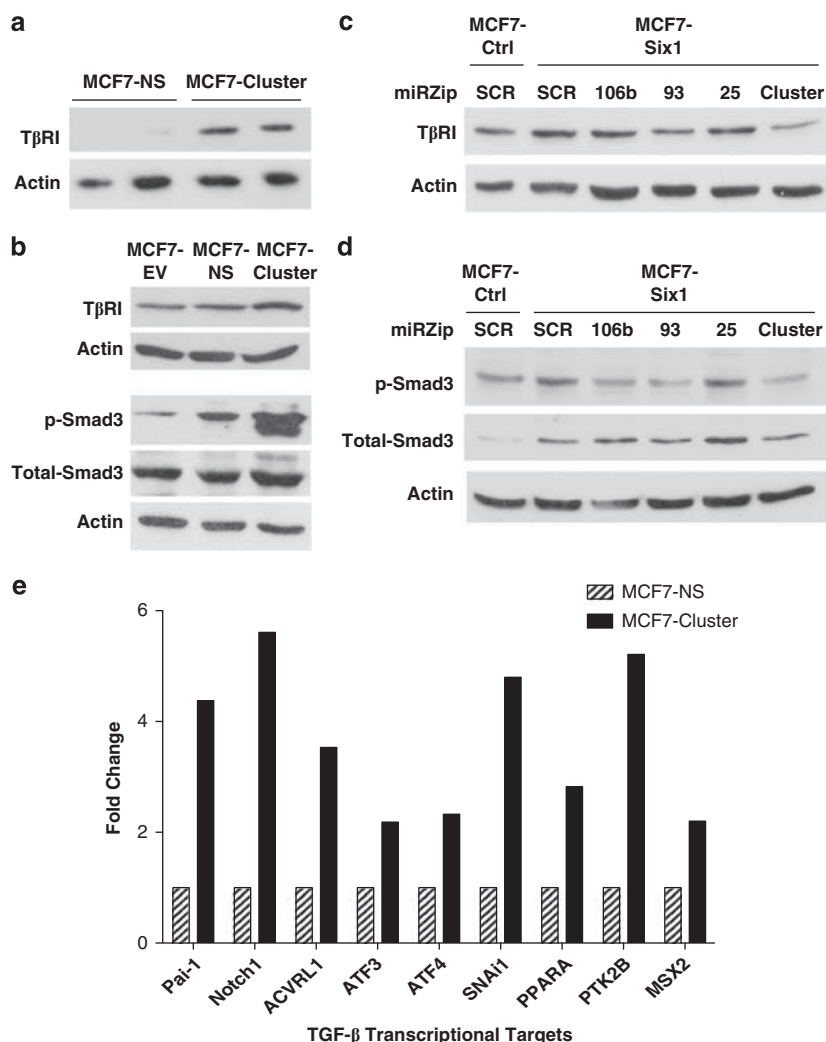 a
MCF7-NS MCF7-Cluster
TβRI
Actin
b
MCF7-EV MCF7-NS MCF7-Cluster
TβRI
Actin
p-Smad3
Total-Smad3
Actin
c
MCF7-Ctrl MCF7-Six1
miRZip SCR SCR 106b 93 25 Cluster
TβRI
Actin
d
MCF7-Ctrl MCF7-Six1
miRZip SCR SCR 106b 93 25 Cluster
p-Smad3
Total-Smad3
Actin
e
MCF7-NS
MCF7-Cluster
Fold Change
6
4
2
0
Pai-1 Notch1 ACVRL1 ATF3 ATF4 SNAi1 PPARA PTK2B MSX2
TGF-β Transcriptional Targets